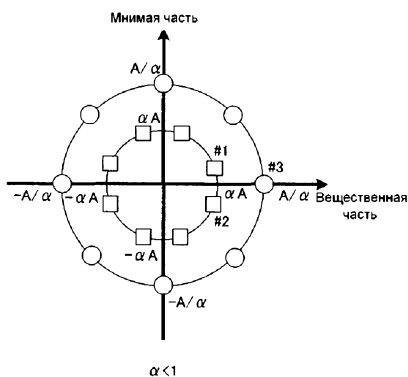 Мнимая часть
A/α
αA
#1
#3
-A/α
-αA
αA
A/α
Вещественная
часть
#2
-αA
-A/α
α<1